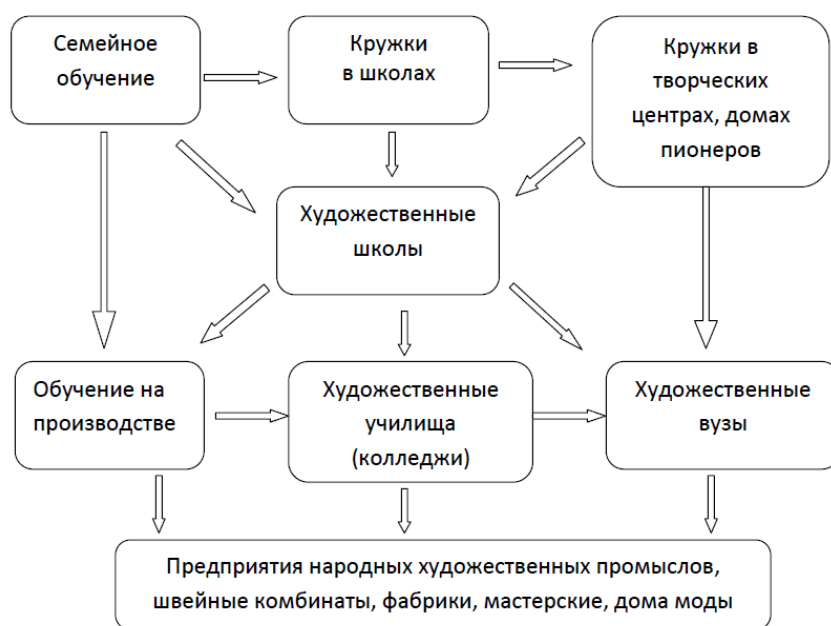 Семейное
обучение
Кружки
в школах
Кружки в
творческих
центрах, домах
пионеров
Художественные
школы
Обучение на
производстве
Художественные
училища
(колледжи)
Художественные
вузы
Предприятия народных художественных промыслов,
швейные комбинаты, фабрики, мастерские, дома моды